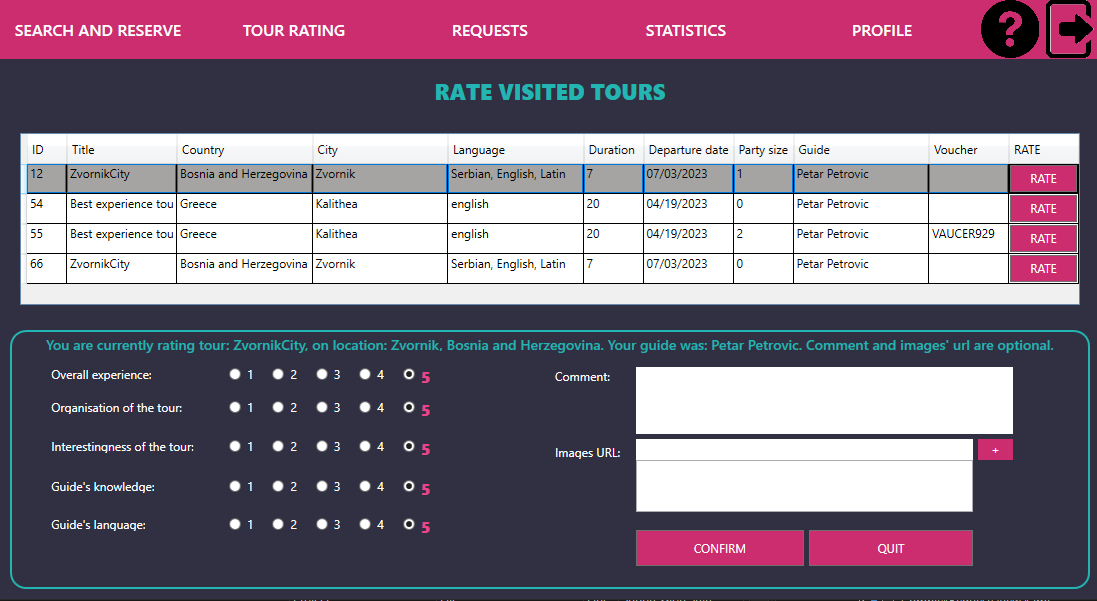 SEARCH AND RESERVE TOUR RATING REQUESTS STATISTICS PROFILE ?
RATE VISITED TOURS
ID Title Country City Language Duration Departure date Party size Guide Voucher RATE
12 ZvornikCity Bosnia and Herzegovina Zvornik Serbian, English, Latin 7 07/03/2023 1 Petar Petrovic RATE
54 Best experience tou Greece Kalithea english 20 04/19/2023 0 Petar Petrovic RATE
55 Best experience tou Greece Kalithea english 20 04/19/2023 2 Petar Petrovic VAUCER929 RATE
66 ZvornikCity Bosnia and Herzegovina Zvornik Serbian, English, Latin 7 07/03/2023 0 Petar Petrovic RATE
You are currently rating tour: ZvornikCity, on location: Zvornik, Bosnia and Herzegovina. Your guide was: Petar Petrovic. Comment and images' url are optional.
Overall experience: 1 2 3 4 5 Comment:
Organisation of the tour: 1 2 3 4 5
Interestingness of the tour: 1 2 3 4 5 Images URL: +
Guide's knowledge: 1 2 3 4 5
Guide's language: 1 2 3 4 5
CONFIRM QUIT